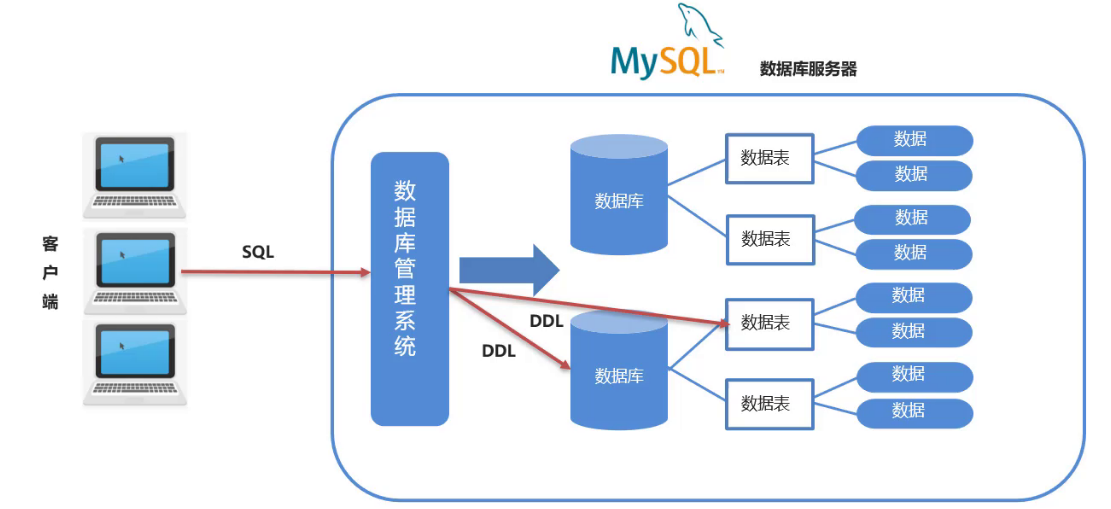 MySQL™
数据库服务器
客户端
SQL
数据库管理系统
数据库
数据表
数据
数据
数据表
数据
数据
DDL
DDL
数据库
数据表
数据
数据
数据表
数据
数据